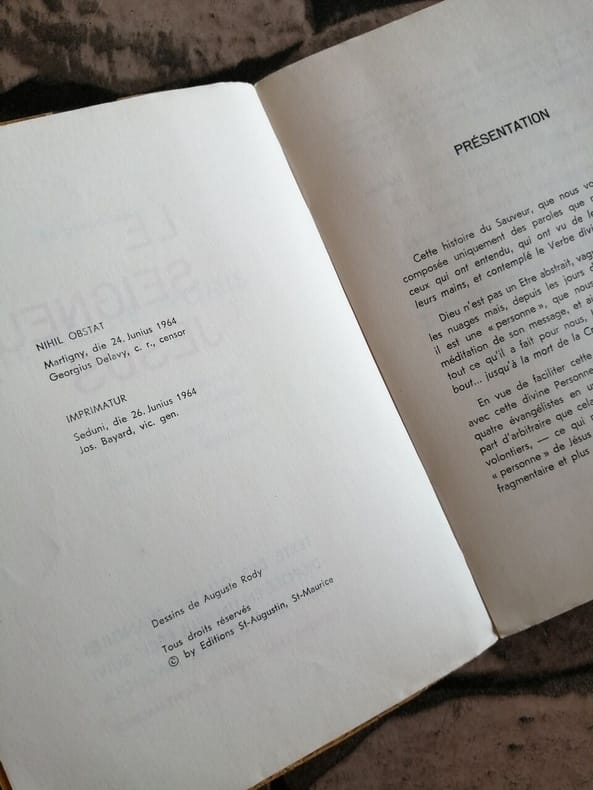 NIHIL OBSTAT
Martigny, die 24. Junius 1964
Georgius Delavy, c. r., censor
IMPRIMATUR
Seduni, die 26. Junius 1964
Jos. Bayard, vic. gen.
Dessins de Auguste Rody
Tous droits réservés
© by Editions St-Augustin, St-Maurice
PRÉSENTATION
Cette histoire du Sauveur, que nous
composée uniquement des paroles que
ceux qui ont entendu, qui ont vu de
leurs mains, et contemplé le Verbe
Dieu n'est pas un Etre abstrait,
les nuages mais, depuis les jours
il est une « personne », que nous
méditation de son message, et
tout ce qu'il a fait pour nous,
bout... jusqu'à la mort de la
En vue de faciliter cette
avec cette divine Personne
quatre évangélistes en
part d'arbitraire que cela
volontiers, — ce qui
« personne » de Jésus
fragmentaire et plus
LE
SEIGNEU
JESUS